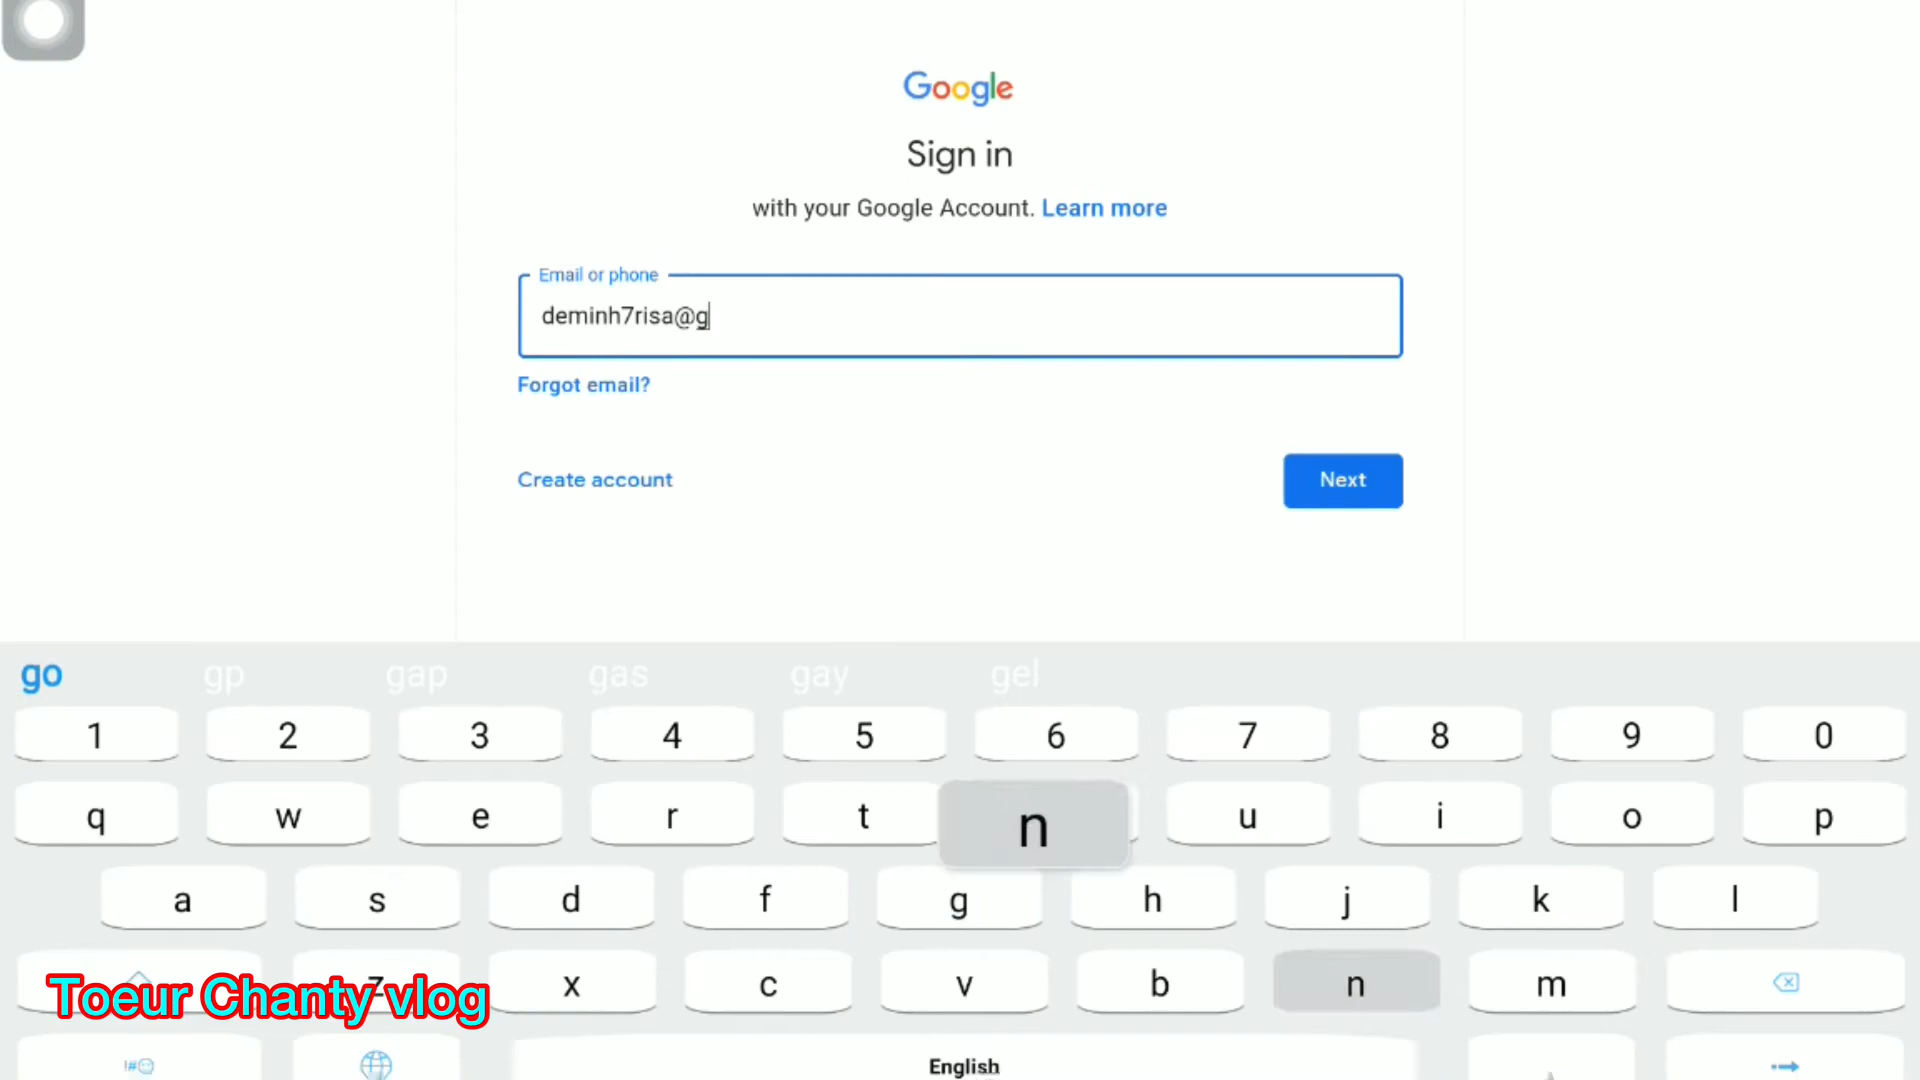 Google
Sign in
with your Google Account. Learn more
Email or phone
deminh7risa@g
Forgot email?
Create account
Next
go gp gap gas gay gel
1 2 3 4 5 6 7 8 9 0
q w e r t n u i o p
a s d f g h j k l
z x c v b n m
Toeur Chanty vlog
!#☺ English